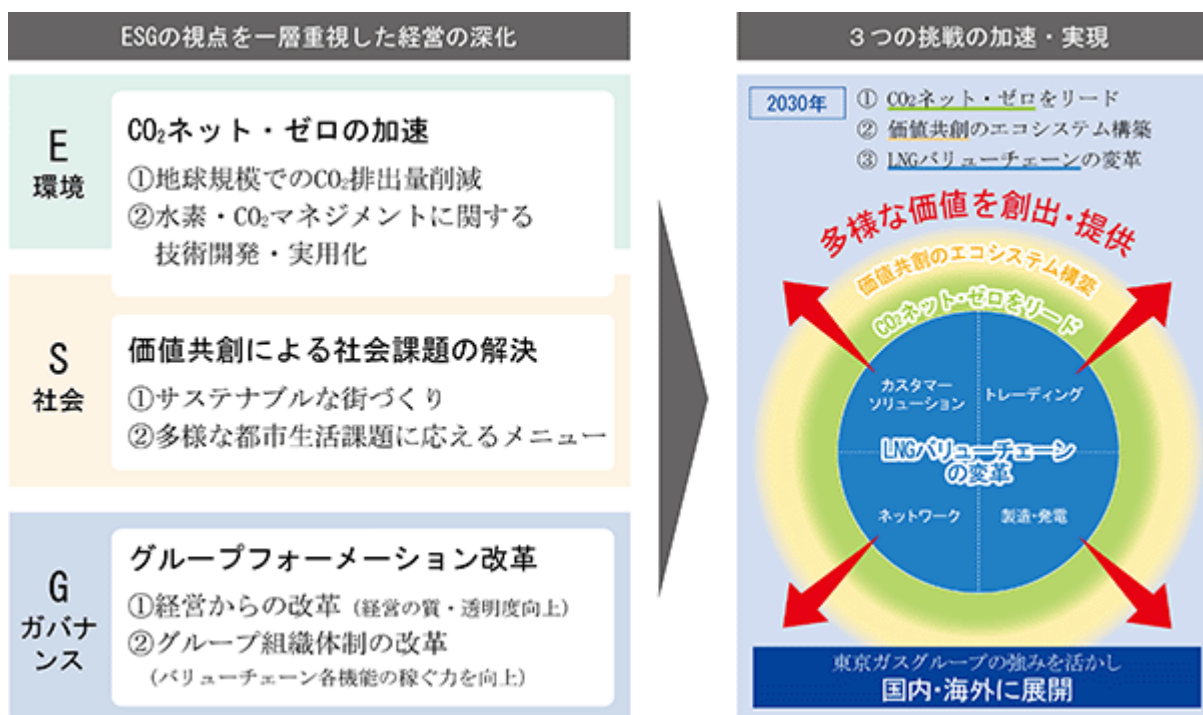 ESGの視点を一層重視した経営の深化
E
環境
CO₂ネット・ゼロの加速
①地球規模でのCO₂排出量削減
②水素・CO₂マネジメントに関する
技術開発・実用化
S
社会
価値共創による社会課題の解決
①サステナブルな街づくり
②多様な都市生活課題に応えるメニュー
G
ガバナ
ンス
グループフォーメーション改革
①経営からの改革（経営の質・透明度向上）
②グループ組織体制の改革
（バリューチェーン各機能の稼ぐ力を向上）
3つの挑戦の加速・実現
2030年
① CO₂ネット・ゼロをリード
② 価値共創のエコシステム構築
③ LNGバリューチェーンの変革
多様な価値を創出・提供
価値共創のエコシステム構築
CO₂ネット・ゼロをリード
カスタマー
ソリューション
トレーディング
LNGバリューチェーン
の変革
ネットワーク
製造・発電
東京ガスグループの強みを活かし
国内・海外に展開